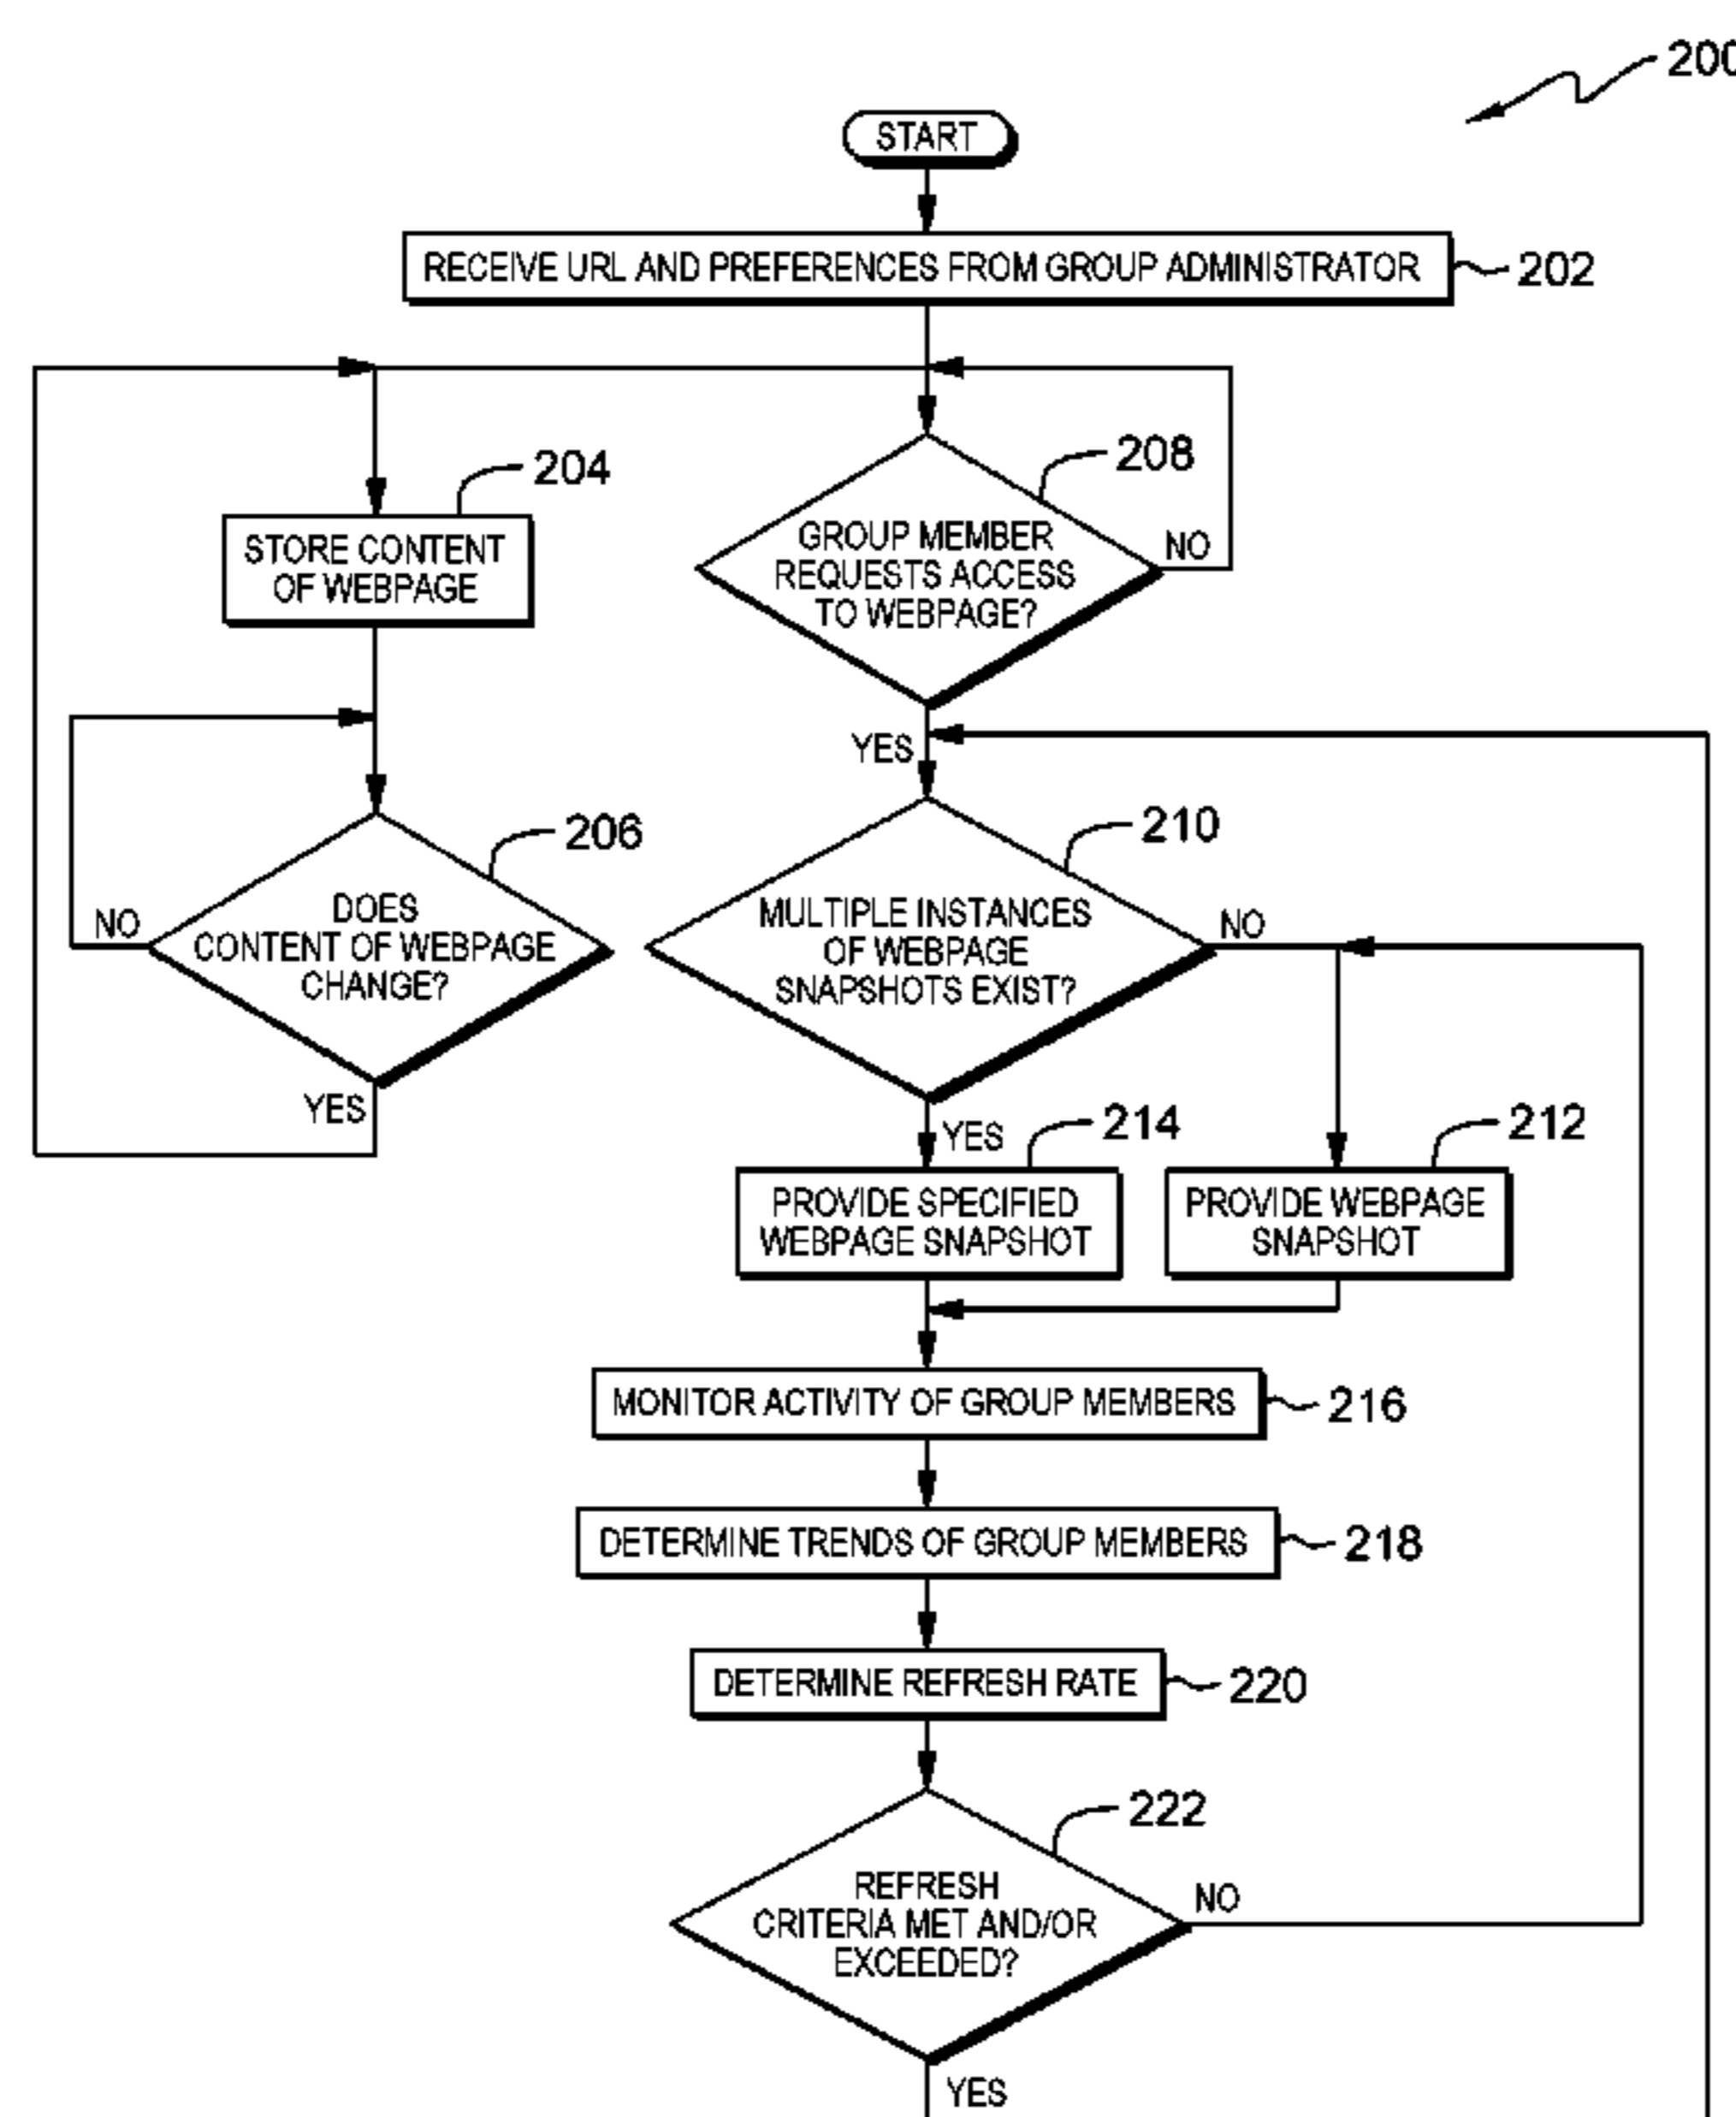 200
START
RECEIVE URL AND PREFERENCES FROM GROUP ADMINISTRATOR
202
204
STORE CONTENT
OF WEBPAGE
208
GROUP MEMBER
REQUESTS ACCESS
TO WEBPAGE?
NO
YES
206
DOES
CONTENT OF WEBPAGE
CHANGE?
NO
YES
210
MULTIPLE INSTANCES
OF WEBPAGE
SNAPSHOTS EXIST?
NO
YES
214
PROVIDE SPECIFIED
WEBPAGE SNAPSHOT
212
PROVIDE WEBPAGE
SNAPSHOT
MONITOR ACTIVITY OF GROUP MEMBERS
216
DETERMINE TRENDS OF GROUP MEMBERS
218
DETERMINE REFRESH RATE
220
222
REFRESH
CRITERIA MET AND/OR
EXCEEDED?
NO
YES